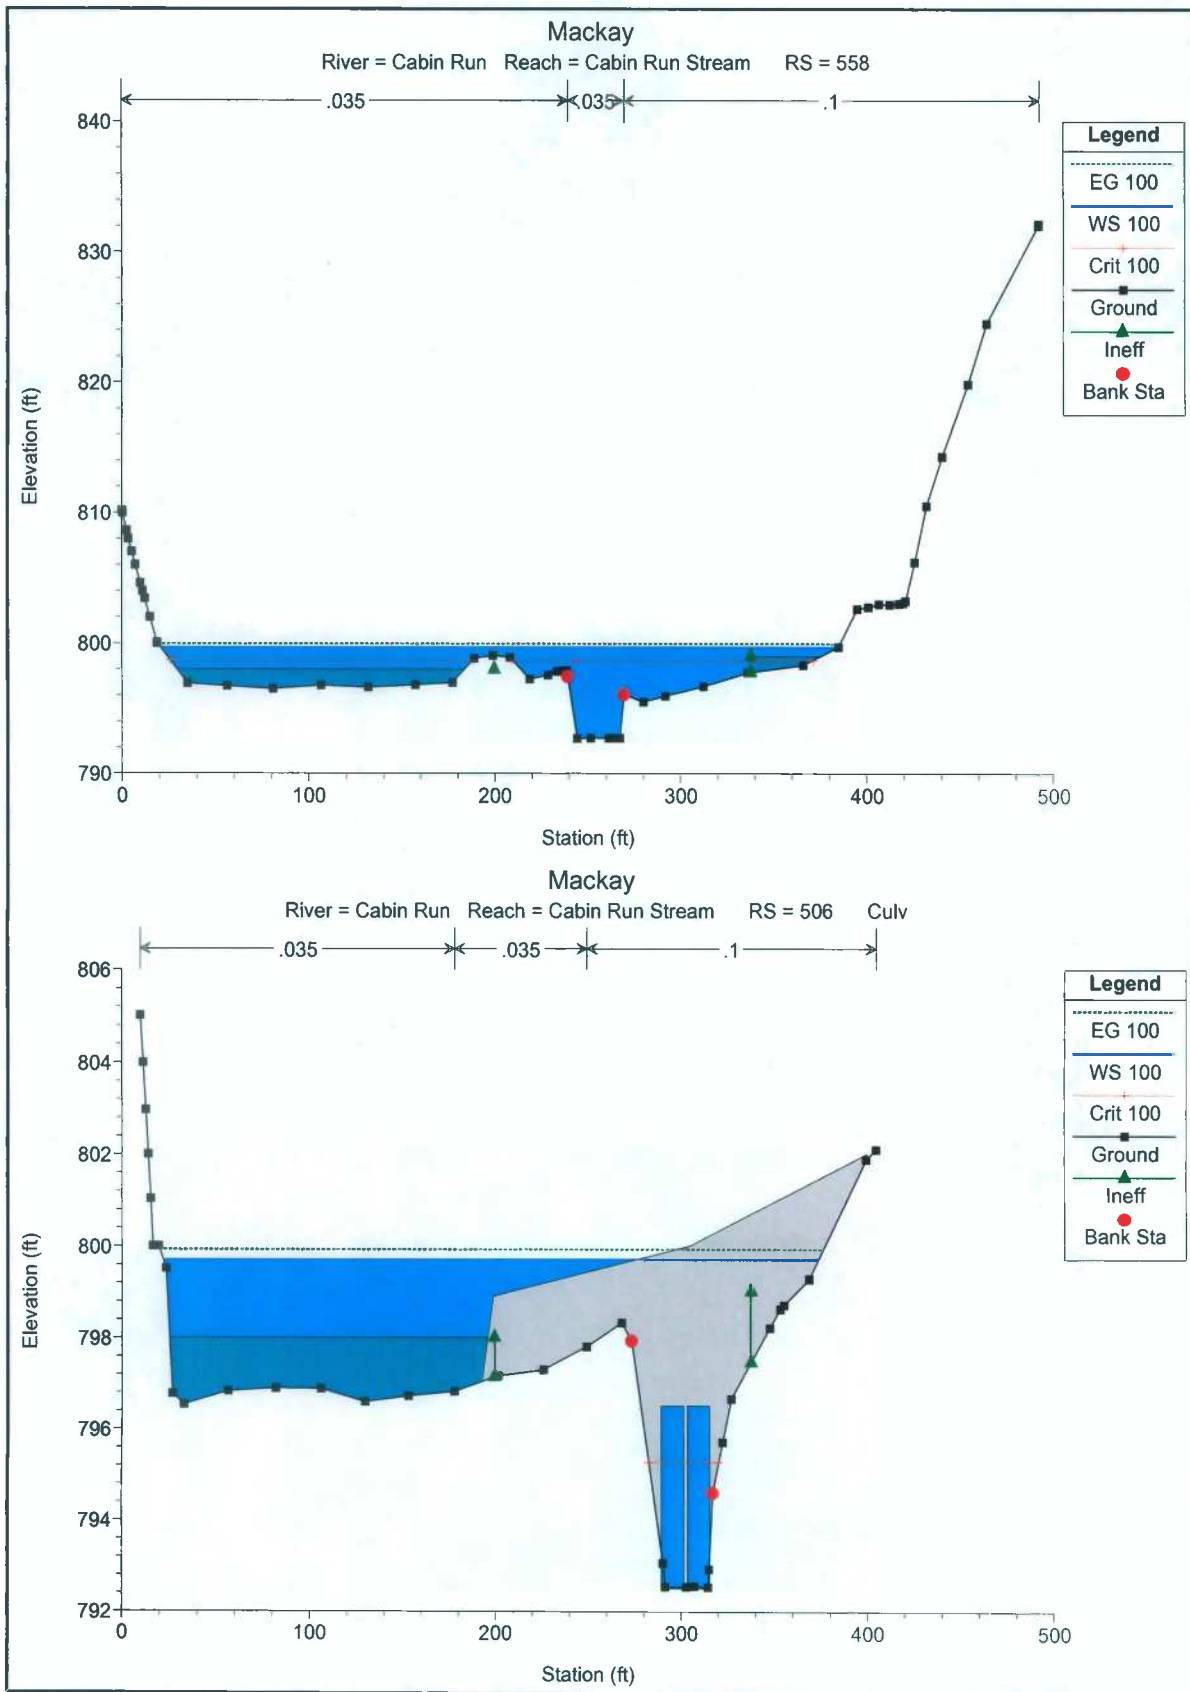 Mackay
River = Cabin Run Reach = Cabin Run Stream RS = 558
.035 .035 .1
Legend
EG 100
WS 100
Crit 100
Ground
Ineff
Bank Sta
Elevation (ft)
840
830
820
810
800
790
0 100 200 300 400 500
Station (ft)
Mackay
River = Cabin Run Reach = Cabin Run Stream RS = 506 Culv
.035 .035 .1
Legend
EG 100
WS 100
Crit 100
Ground
Ineff
Bank Sta
Elevation (ft)
806
804
802
800
798
796
794
792
0 100 200 300 400 500
Station (ft)